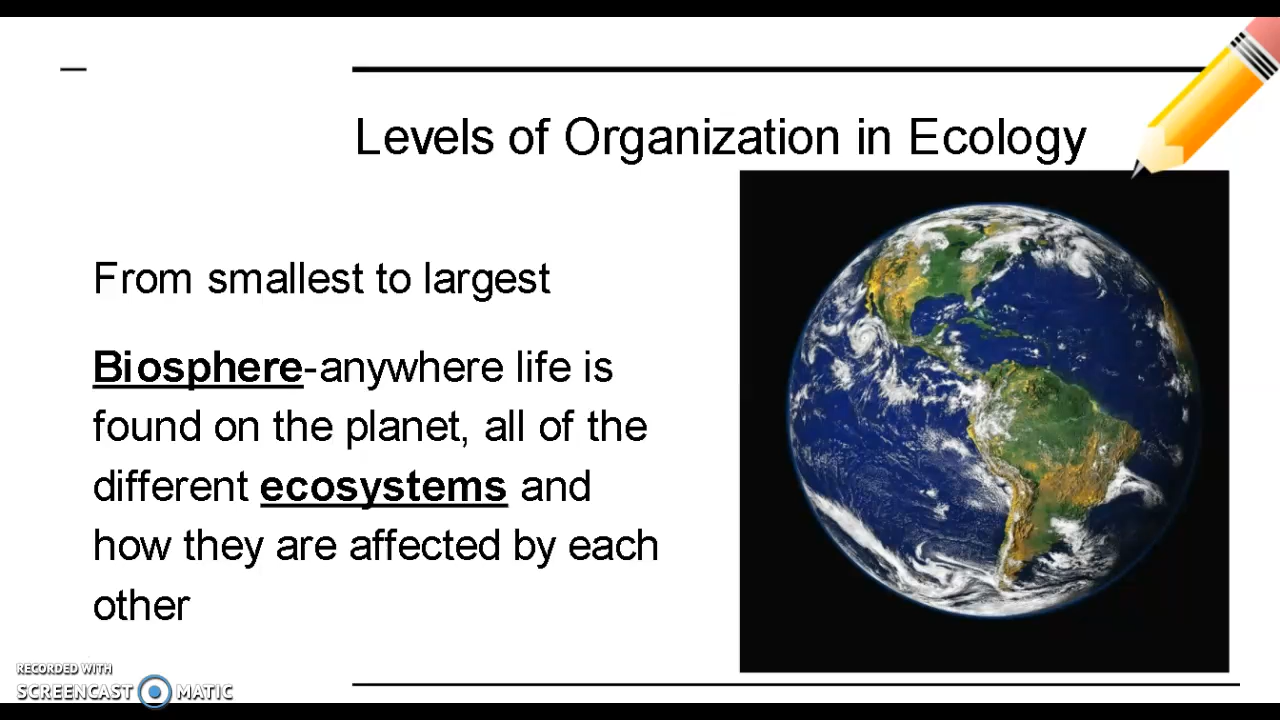 Levels of Organization in Ecology
From smallest to largest
Biosphere-anywhere life is
found on the planet, all of the
different ecosystems and
how they are affected by each
other
RECORDED WITH
SCREENCAST MATIC